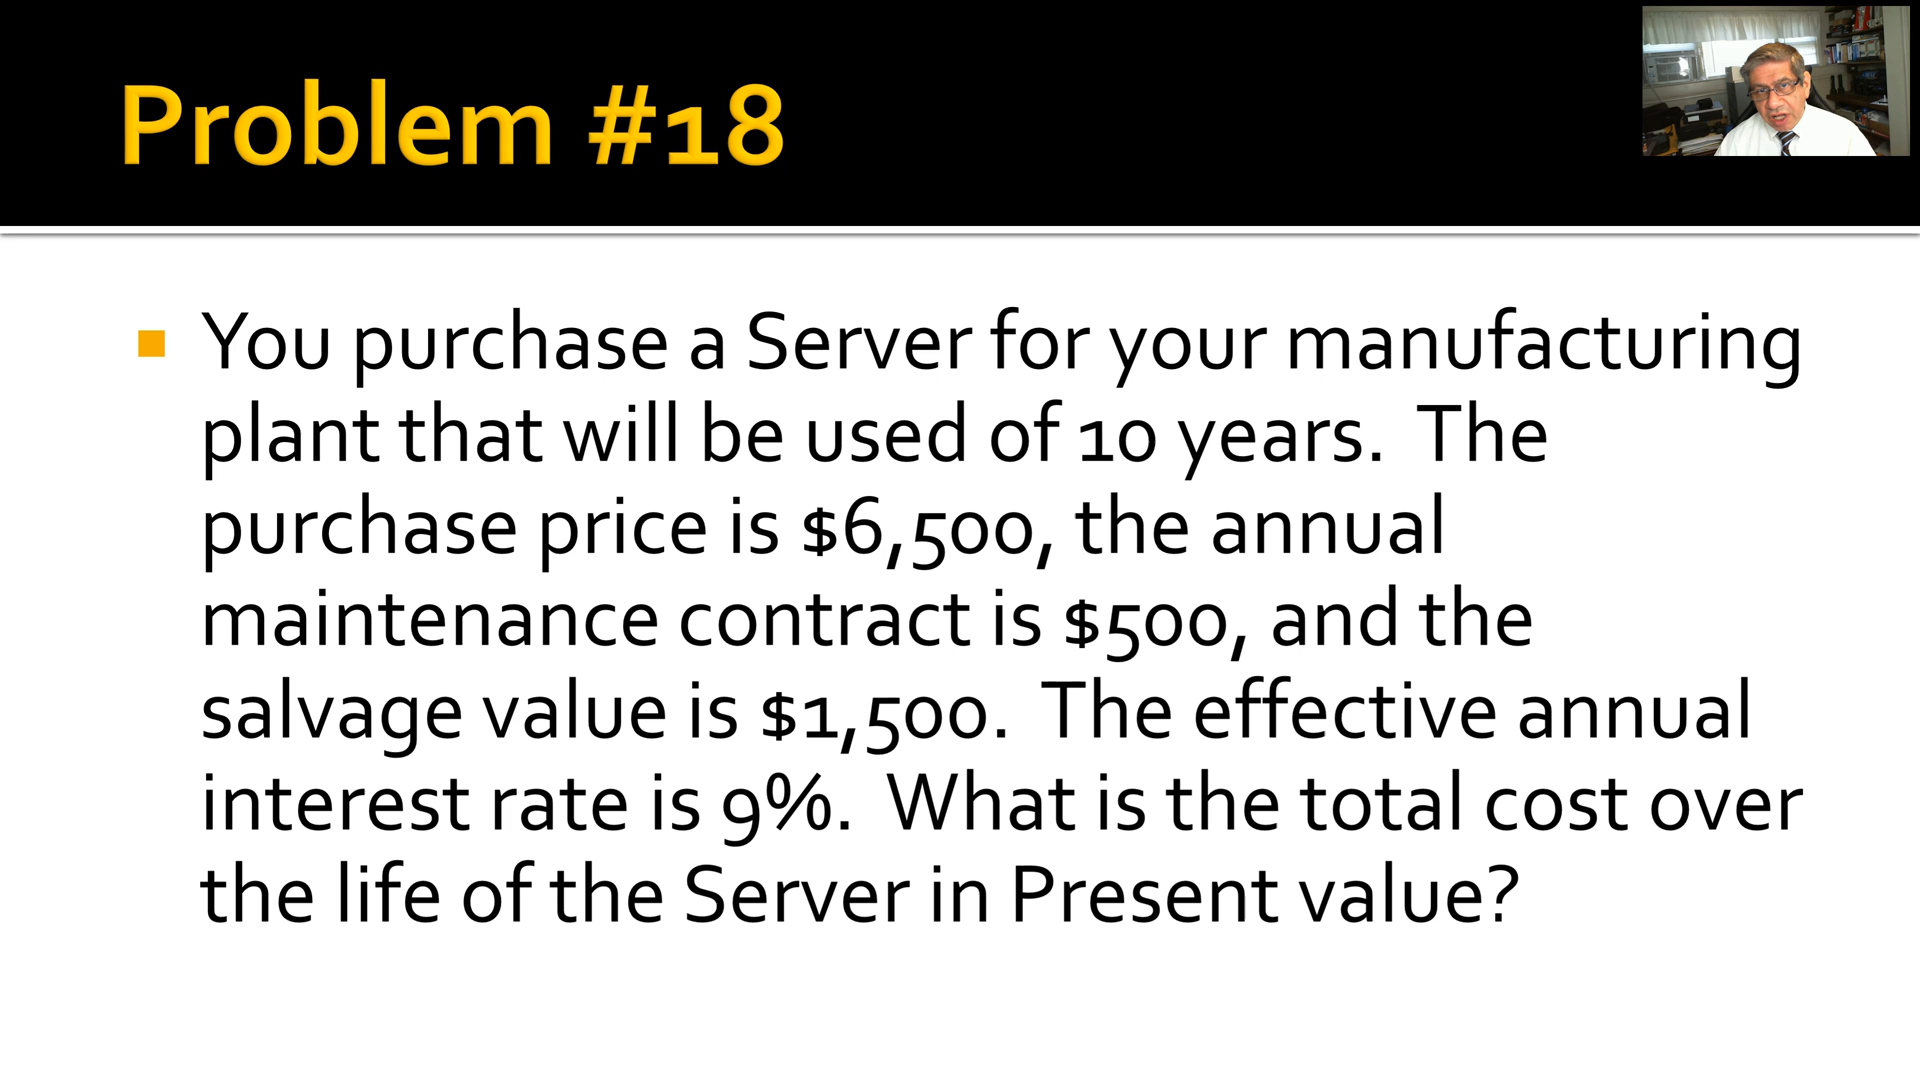 Problem #18
You purchase a Server for your manufacturing
plant that will be used of 10 years. The
purchase price is $6,500, the annual
maintenance contract is $500, and the
salvage value is $1,500. The effective annual
interest rate is 9%. What is the total cost over
the life of the Server in Present value?